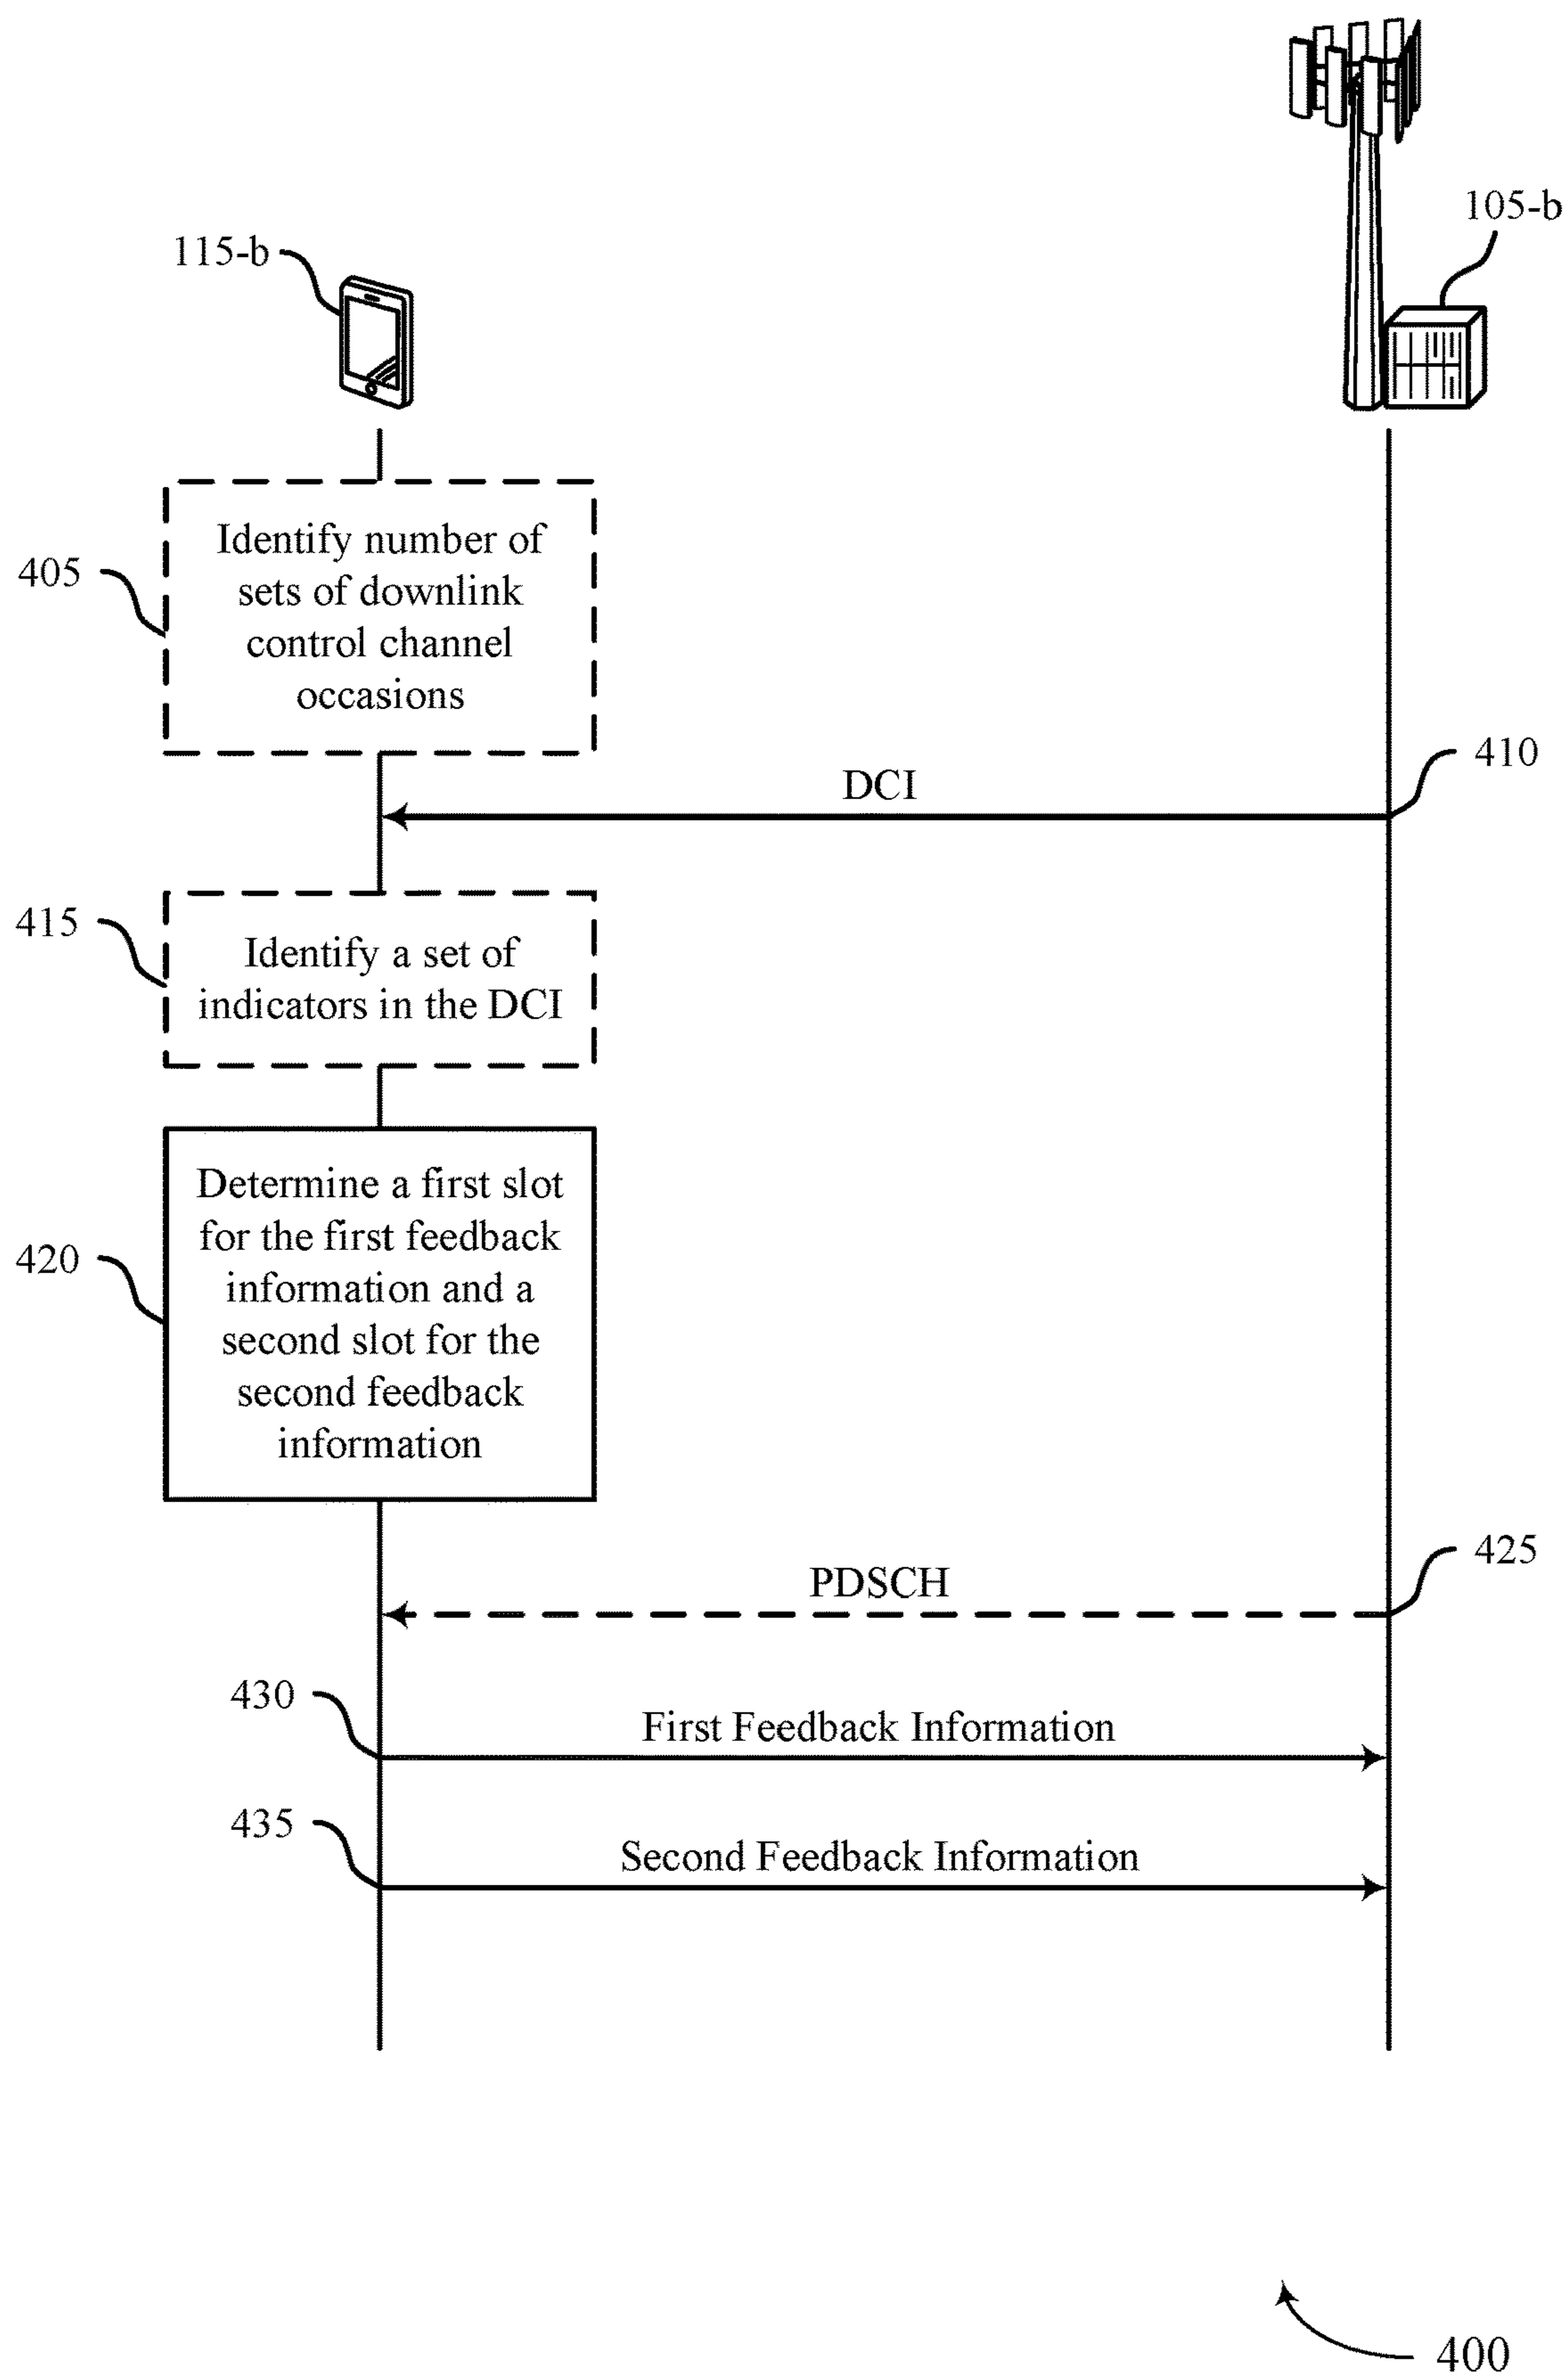 105-b
115-b
Identify number of
sets of downlink
control channel
occasions
405
410
DCI
415
Identify a set of
indicators in the DCI
Determine a first slot
for the first feedback
information and a
second slot for the
second feedback
information
420
425
PDSCH
430
First Feedback Information
435
Second Feedback Information
400